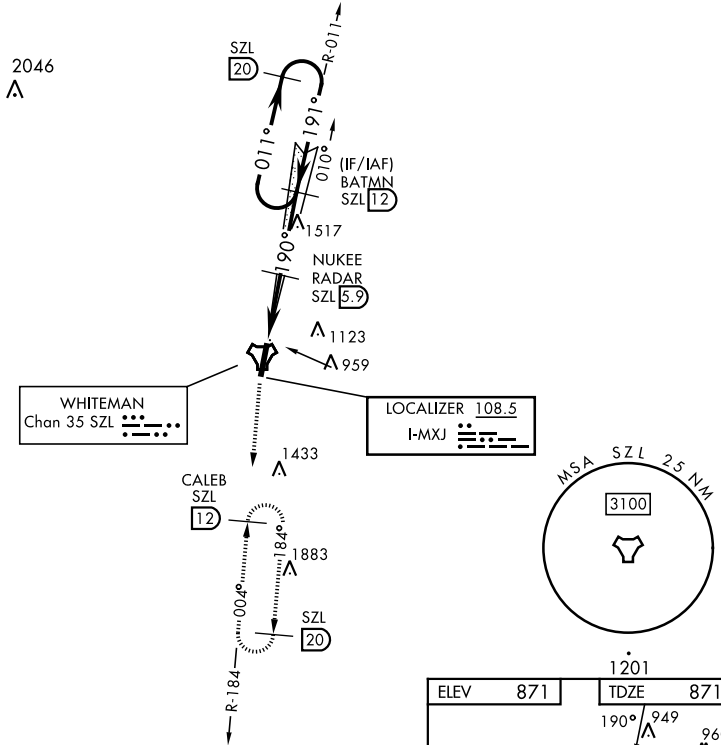 2046
R-011
SZL
20
191°
011°
010°
(IF/IAF)
BATMN
SZL 12
1517
190°
NUKEE
RADAR
SZL 5.9
1123
959
WHITEMAN
Chan 35 SZL
LOCALIZER 108.5
I-MXJ
1433
CALEB
SZL
12
184°
1883
004°
SZL
20
R-184
MSA SZL 25 NM
3100
1201
ELEV 871
TDZE 871
190°
949
96